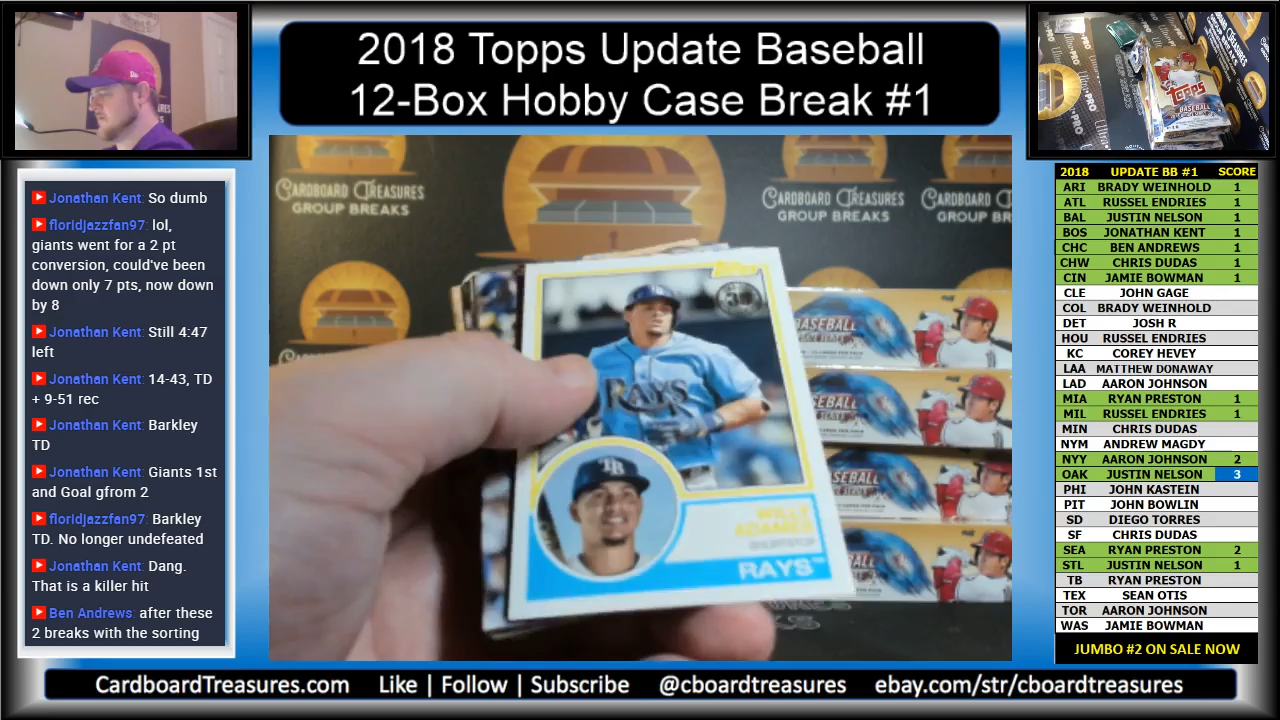 2018 Topps Update Baseball
12-Box Hobby Case Break #1
Jonathan Kent: So dumb
floridjazzfan97: lol,
giants went for a 2 pt
conversion, could've been
down only 7 pts, now down
by 8
Jonathan Kent: Still 4:47
left
Jonathan Kent: 14-43, TD
+ 9-51 rec
Jonathan Kent: Barkley
TD
Jonathan Kent: Giants 1st
and Goal gfrom 2
floridjazzfan97: Barkley
TD. No longer undefeated
Jonathan Kent: Dang.
That is a killer hit
Ben Andrews: after these
2 breaks with the sorting
CARDBOARD TREASURES
GROUP BREAKS
CARDBOARD TREASURES
GROUP BREAKS
CARDBOARD TREASURES
GROUP BREAKS
Topps
RAYS
TB
WILLY
ADAMES
SHORTSTOP
RAYS™
BASEBALL
Topps
BASEBALL
2018 UPDATE BB #1 SCORE
ARI BRADY WEINHOLD 1
ATL RUSSEL ENDRIES 1
BAL JUSTIN NELSON 1
BOS JONATHAN KENT 1
CHC BEN ANDREWS 1
CHW CHRIS DUDAS 1
CIN JAMIE BOWMAN 1
CLE JOHN GAGE
COL BRADY WEINHOLD
DET JOSH R
HOU RUSSEL ENDRIES
KC COREY HEVEY
LAA MATTHEW DONAWAY
LAD AARON JOHNSON
MIA RYAN PRESTON 1
MIL RUSSEL ENDRIES 1
MIN CHRIS DUDAS
NYM ANDREW MAGDY
NYY AARON JOHNSON 2
OAK JUSTIN NELSON 3
PHI JOHN KASTEIN
PIT JOHN BOWLIN
SD DIEGO TORRES
SF CHRIS DUDAS
SEA RYAN PRESTON 2
STL JUSTIN NELSON 1
TB RYAN PRESTON
TEX SEAN OTIS
TOR AARON JOHNSON
WAS JAMIE BOWMAN
JUMBO #2 ON SALE NOW
CardboardTreasures.com Like | Follow | Subscribe @cboardtreasures ebay.com/str/cboardtreasures